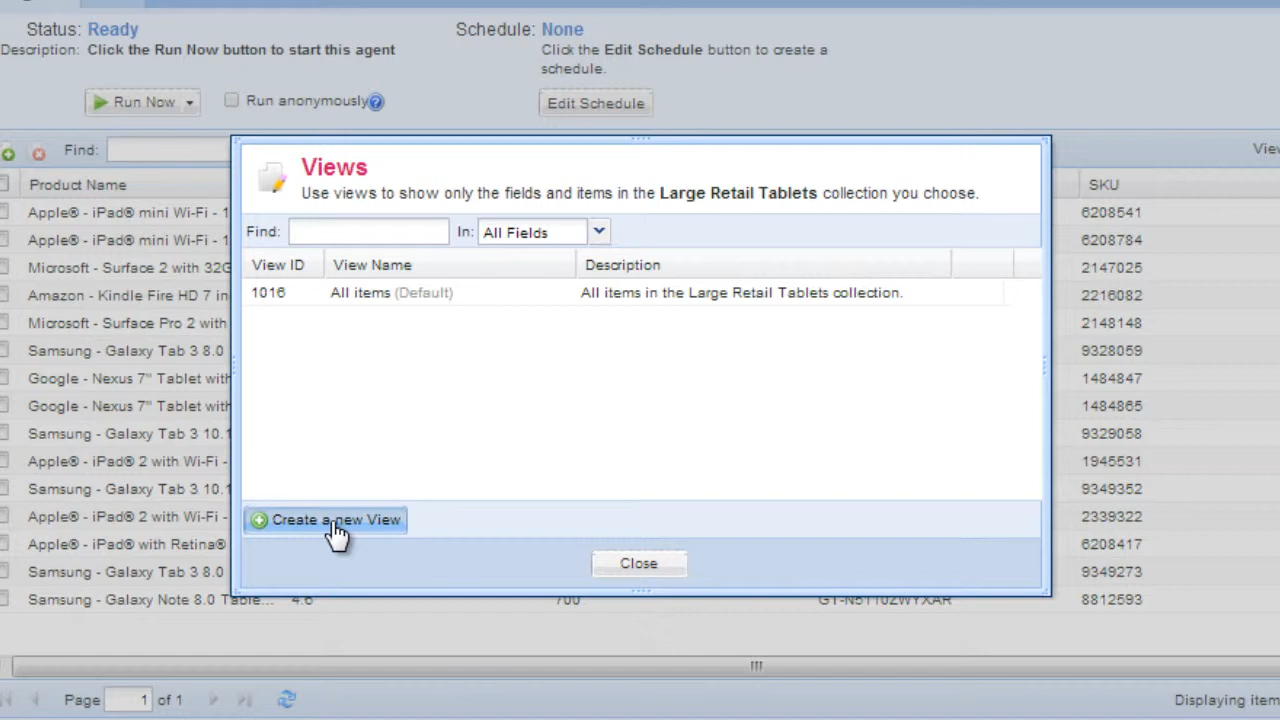 Status: Ready
Schedule: None
Description: Click the Run Now button to start this agent
Click the Edit Schedule button to create a
schedule.
Run Now
Run anonymously
Edit Schedule
Find:
Views
Use views to show only the fields and items in the Large Retail Tablets collection you choose.
Find:
In: All Fields
View ID View Name Description
1016 All items (Default) All items in the Large Retail Tablets collection.
Create a new View
Close
Product Name SKU
Apple® - iPad® mini Wi-Fi - 1 6208541
Apple® - iPad® mini Wi-Fi - 1 6208784
Microsoft - Surface 2 with 32G 2147025
Amazon - Kindle Fire HD 7 in 2216082
Microsoft - Surface Pro 2 with 2148148
Samsung - Galaxy Tab 3 8.0 9328059
Google - Nexus 7" Tablet with 1484847
Google - Nexus 7" Tablet with 1484865
Samsung - Galaxy Tab 3 10.1 9329058
Apple® - iPad® 2 with Wi-Fi - 1945531
Samsung - Galaxy Tab 3 10.1 9349352
Apple® - iPad® 2 with Wi-Fi - 2339322
Apple® - iPad® with Retina® 6208417
Samsung - Galaxy Tab 3 8.0 9349273
Samsung - Galaxy Note 8.0 Table... 4.6 700 GT-N5110ZWYXAR 8812593
Page 1 of 1
Displaying